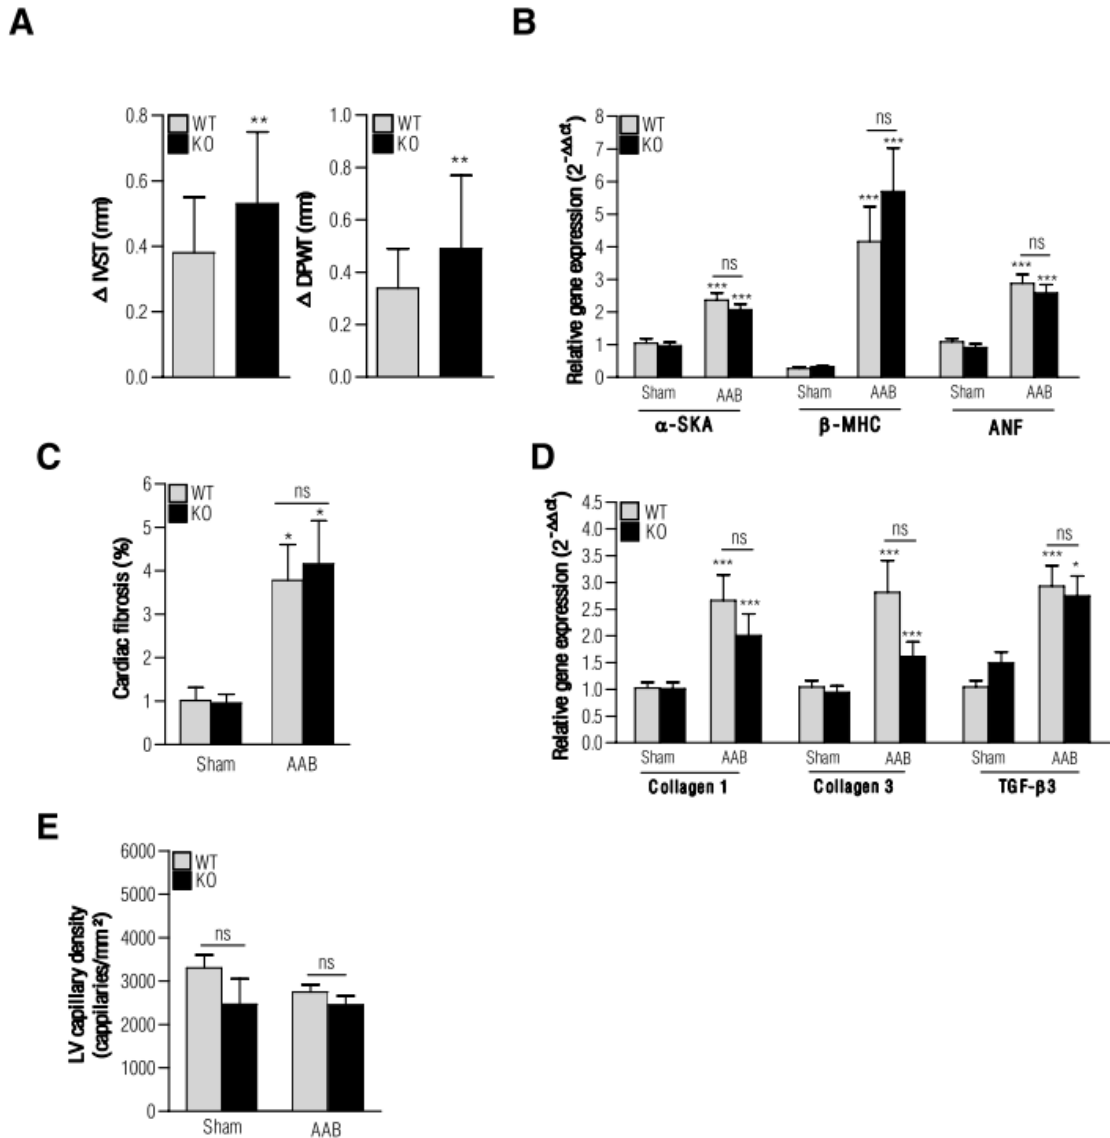 A
Δ IVST (mm)
0.8
0.6
0.4
0.2
0.0
WT
KO
**
Δ DPWT (mm)
1.0
0.8
0.6
0.4
0.2
0.0
WT
KO
**
B
Relative gene expression (2^-ΔΔct)
8
7
6
5
4
3
2
1
0
WT
KO
ns
*** ***
ns
*** ***
ns
*** ***
Sham AAB Sham AAB Sham AAB
α-SKA β-MHC ANF
C
Cardiac fibrosis (%)
6
5
4
3
2
1
0
WT
KO
ns
* *
Sham AAB
D
Relative gene expression (2^-ΔΔct)
4.5
4.0
3.5
3.0
2.5
2.0
1.5
1.0
0.5
0.0
WT
KO
ns
*** ***
ns
*** ***
ns
*** *
Sham AAB Sham AAB Sham AAB
Collagen 1 Collagen 3 TGF-β3
E
LV capillary density
(cappilaries/mm²)
6000
5000
4000
3000
2000
1000
0
WT
KO
ns
ns
Sham AAB